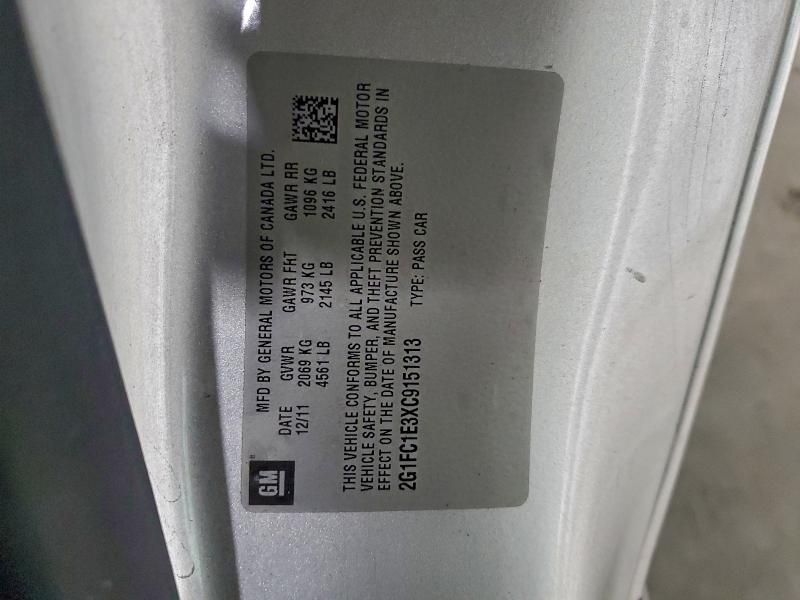 GM
MFD BY GENERAL MOTORS OF CANADA LTD.
DATE GVWR GAWR FRT GAWR RR
12/11 2069 KG 973 KG 1096 KG
4561 LB 2145 LB 2416 LB
THIS VEHICLE CONFORMS TO ALL APPLICABLE U.S. FEDERAL MOTOR
VEHICLE SAFETY, BUMPER, AND THEFT PREVENTION STANDARDS IN
EFFECT ON THE DATE OF MANUFACTURE SHOWN ABOVE.
2G1FC1E3XC9151313 TYPE: PASS CAR